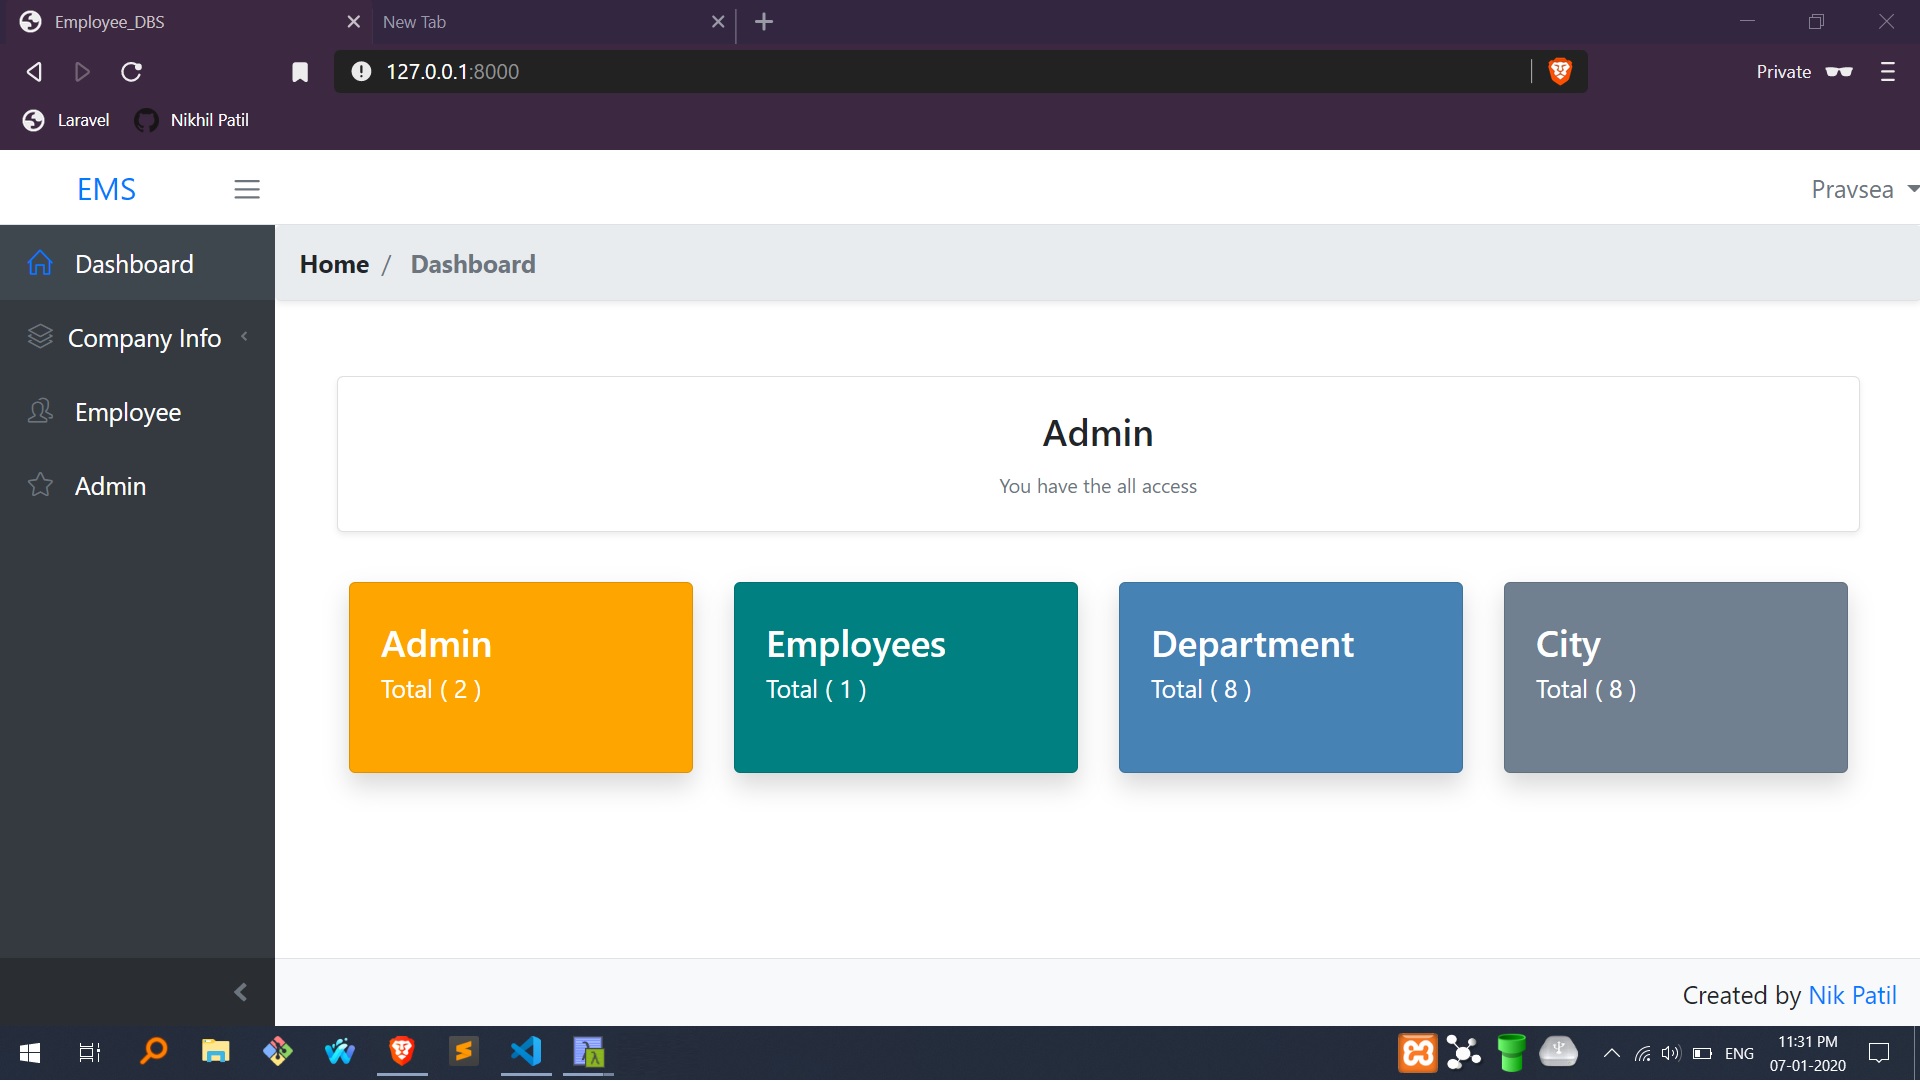 Employee_DBS
New Tab
127.0.0.1:8000
Private
Laravel
Nikhil Patil
EMS
Pravsea
Dashboard
Home / Dashboard
Company Info
Employee
Admin
Admin
You have the all access
Admin
Total ( 2 )
Employees
Total ( 1 )
Department
Total ( 8 )
City
Total ( 8 )
Created by Nik Patil
ENG
11:31 PM
07-01-2020